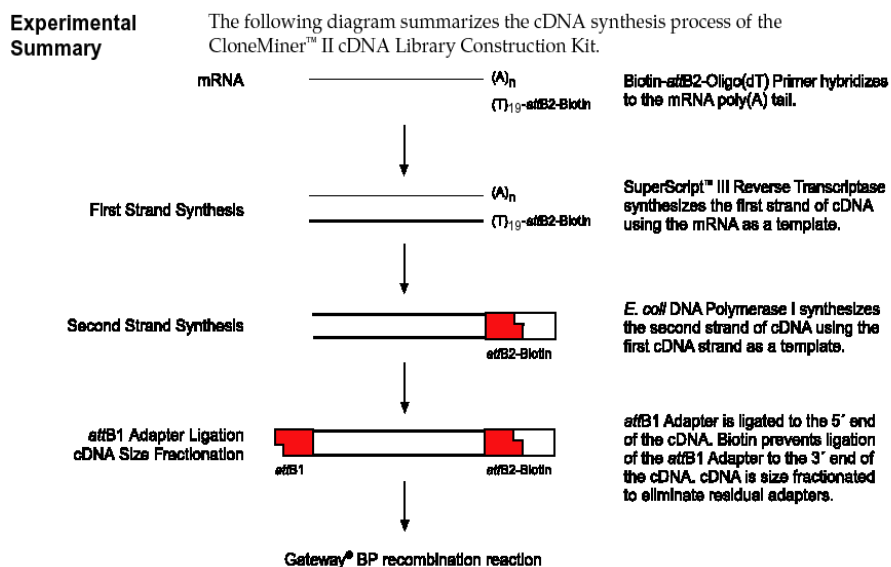 Experimental
Summary
The following diagram summarizes the cDNA synthesis process of the
CloneMiner™ II cDNA Library Construction Kit.
mRNA
(A)n
(T)19-attB2-Biotin
Biotin-attB2-Oligo(dT) Primer hybridizes
to the mRNA poly(A) tail.
First Strand Synthesis
(A)n
(T)19-attB2-Biotin
SuperScript™ III Reverse Transcriptase
synthesizes the first strand of cDNA
using the mRNA as a template.
Second Strand Synthesis
attB2-Biotin
E. coli DNA Polymerase I synthesizes
the second strand of cDNA using the
first cDNA strand as a template.
attB1 Adapter Ligation
cDNA Size Fractionation
attB1
attB2-Biotin
attB1 Adapter is ligated to the 5´ end
of the cDNA. Biotin prevents ligation
of the attB1 Adapter to the 3´ end of
the cDNA. cDNA is size fractionated
to eliminate residual adapters.
Gateway® BP recombination reaction